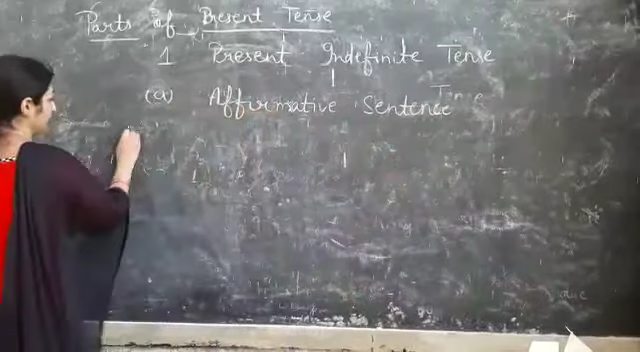 Parts of Present Tense
1 Present Indefinite Tense
(a) Affirmative Sentence